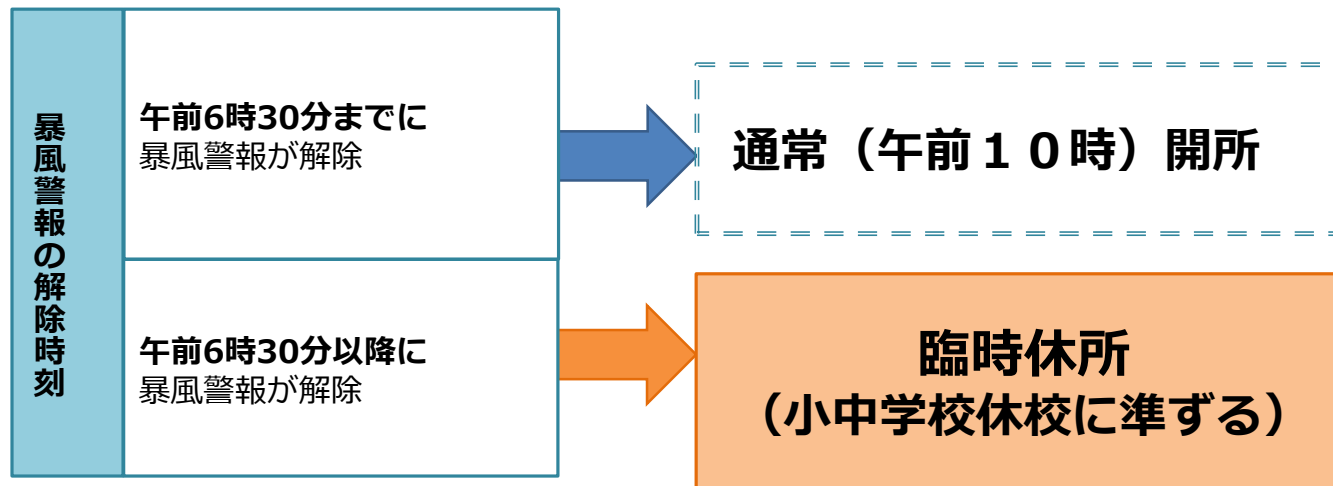 暴風警報の解除時刻
午前6時30分までに
暴風警報が解除
通常（午前１０時）開所
午前6時30分以降に
暴風警報が解除
臨時休所
（小中学校休校に準ずる）